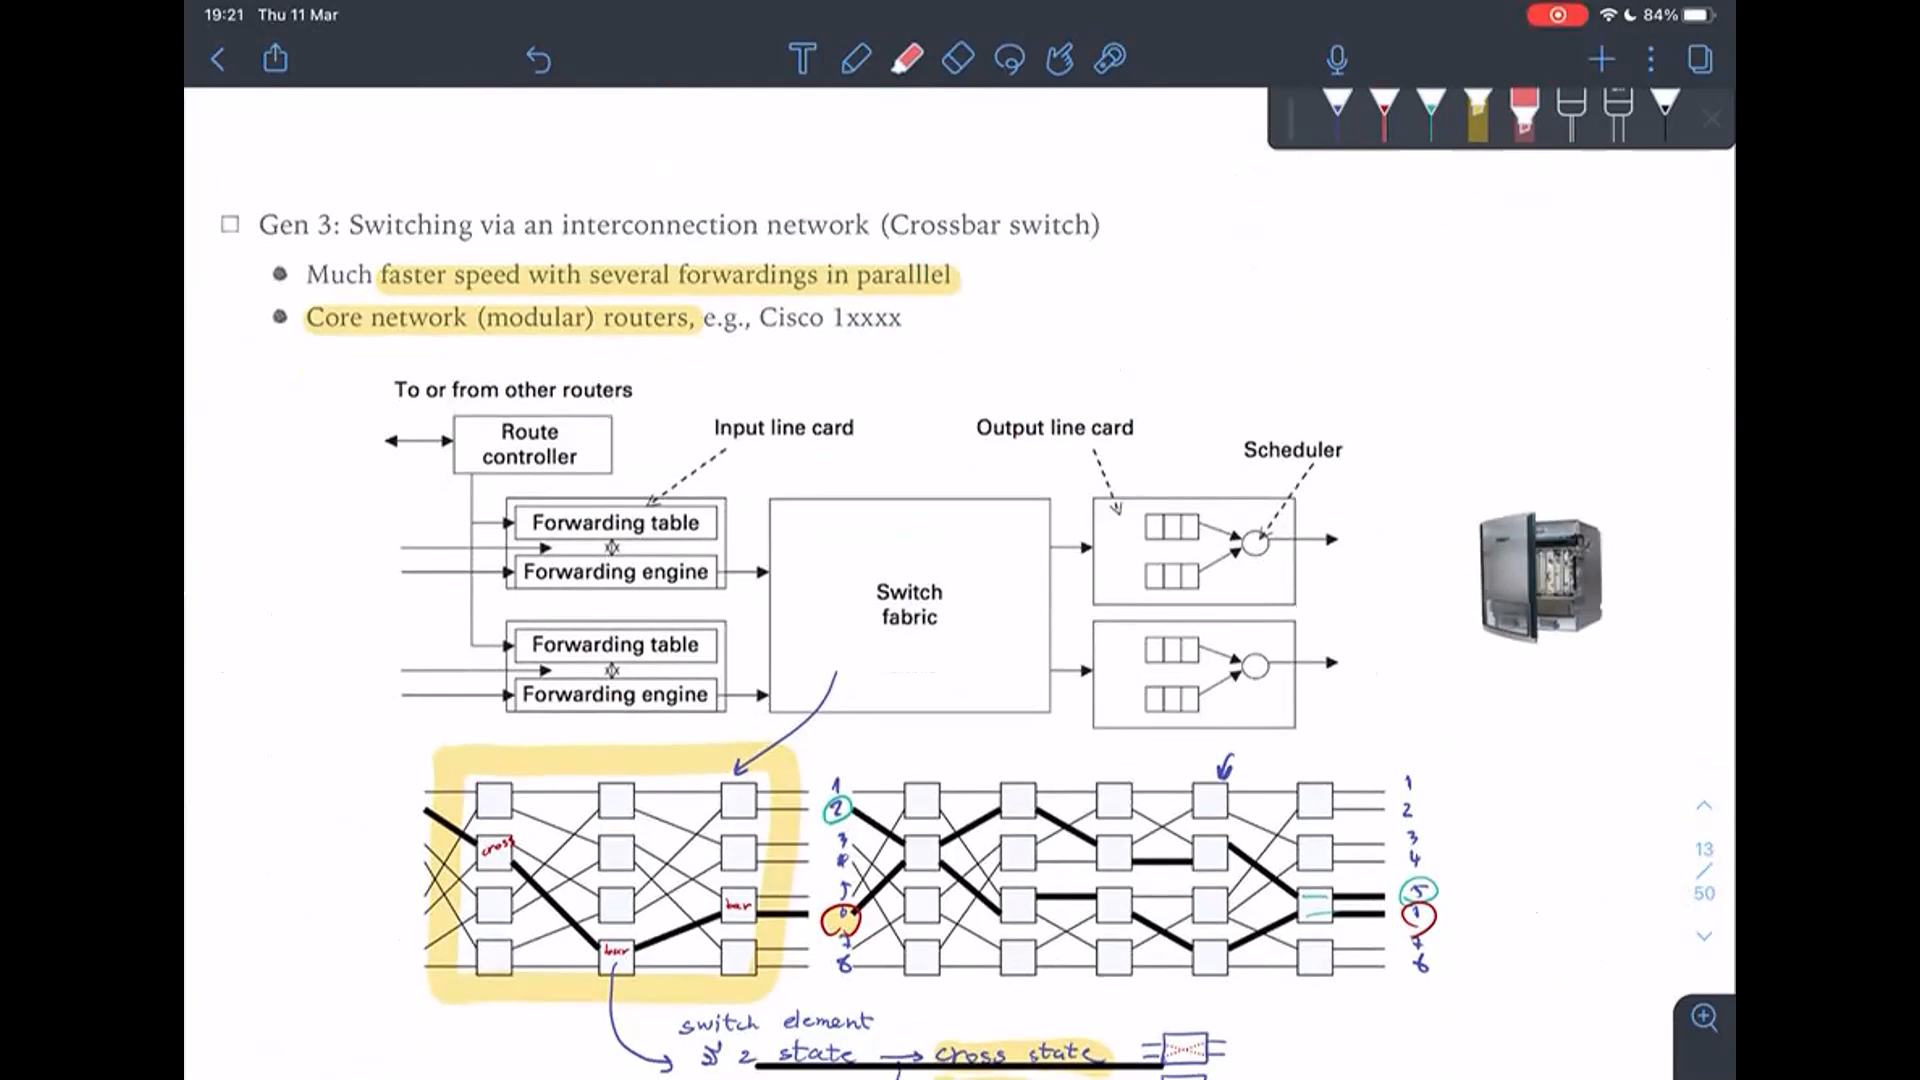 19:21 Thu 11 Mar
84%
Gen 3: Switching via an interconnection network (Crossbar switch)
Much faster speed with several forwardings in paralllel
Core network (modular) routers, e.g., Cisco 1xxxx
To or from other routers
Route
controller
Input line card
Output line card
Scheduler
Forwarding table
Forwarding engine
Forwarding table
Forwarding engine
Switch
fabric
cross
bar
bar
1
2
3
5
6
7
8
1
2
3
4
5
7
13
/
50
switch element
2 state → cross state